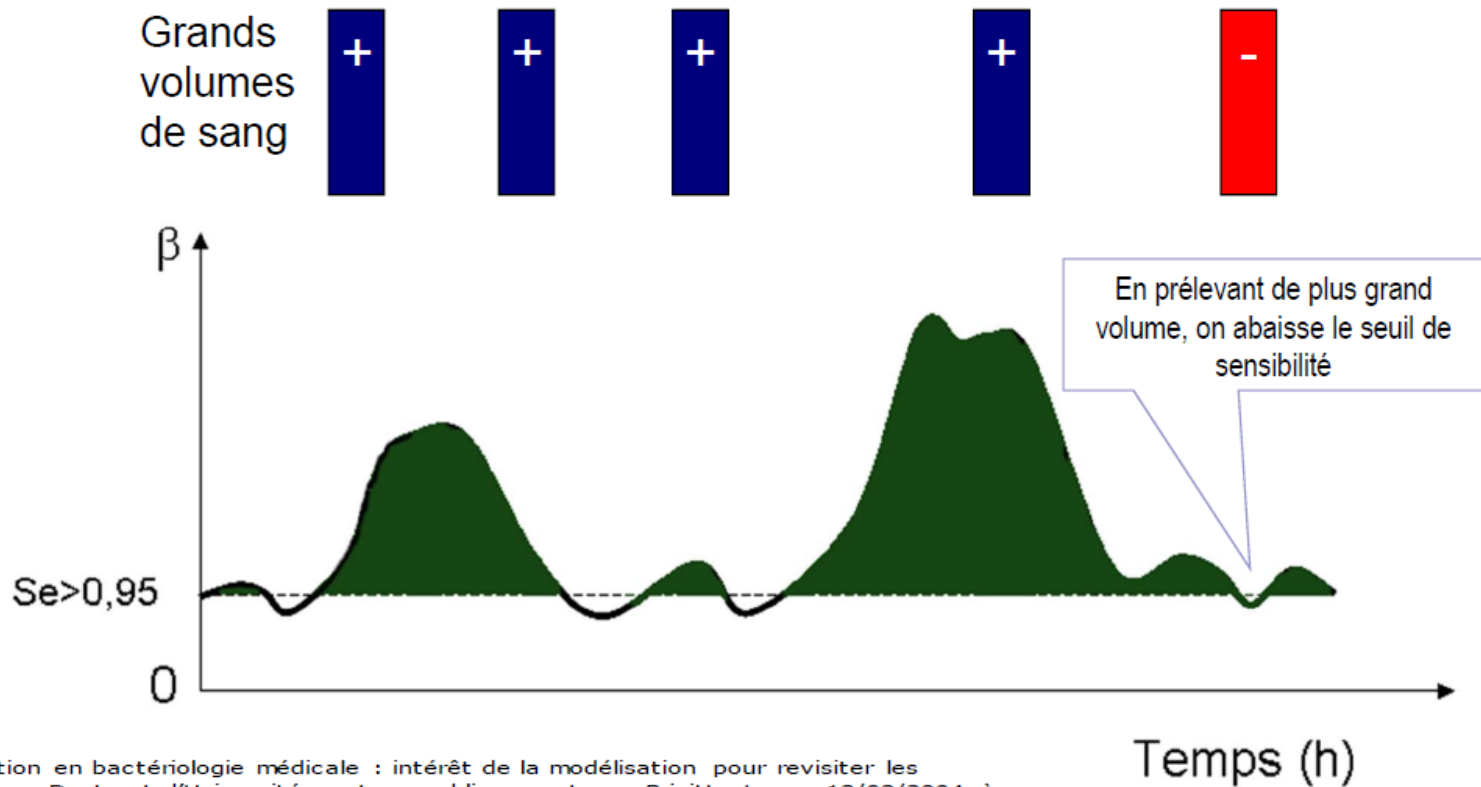 Grands
volumes
de sang
+ + + + -
β
En prélevant de plus grand
volume, on abaisse le seuil de
sensibilité
Se>0,95
0
Temps (h)
tion en bactériologie médicale : intérêt de la modélisation pour revisiter les